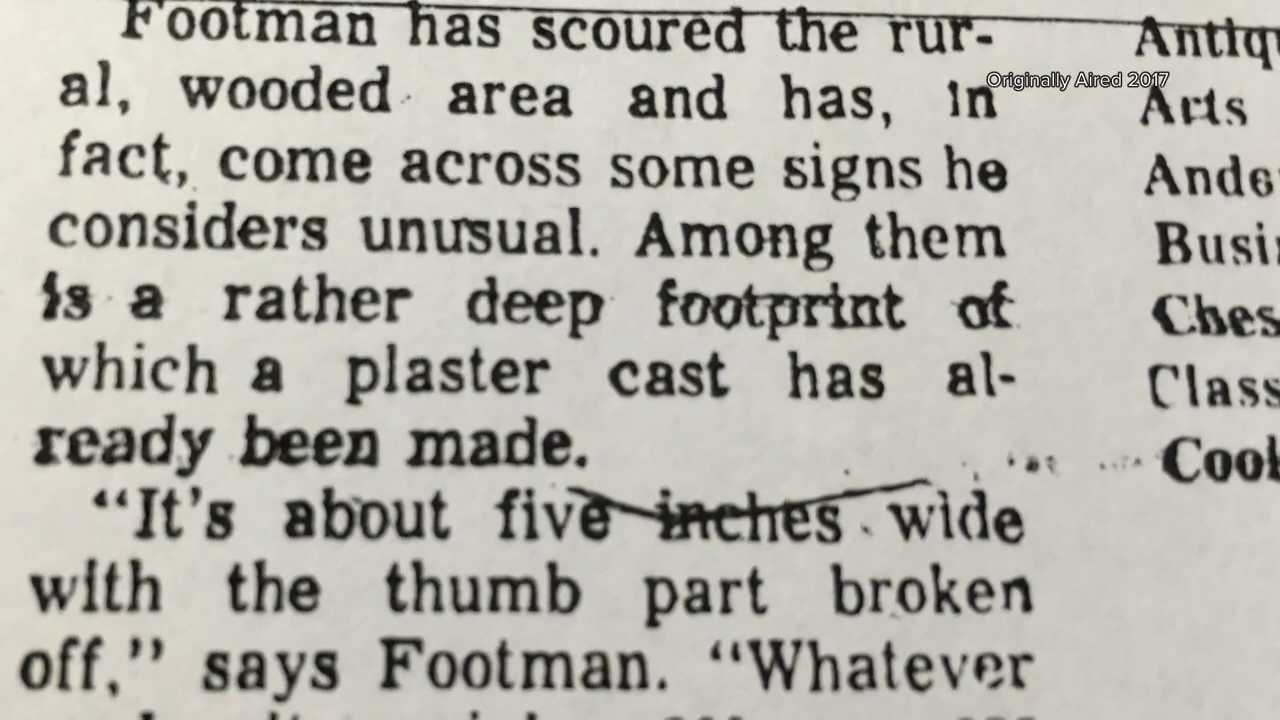 Footman has scoured the rur-
al, wooded area and has, in
fact, come across some signs he
considers unusual. Among them
is a rather deep footprint of
which a plaster cast has al-
ready been made.
"It's about five inches wide
with the thumb part broken
off," says Footman. "Whatever
Antiq
Arts
Ande
Busi
Ches
Class
Cook
Originally Aired 2017